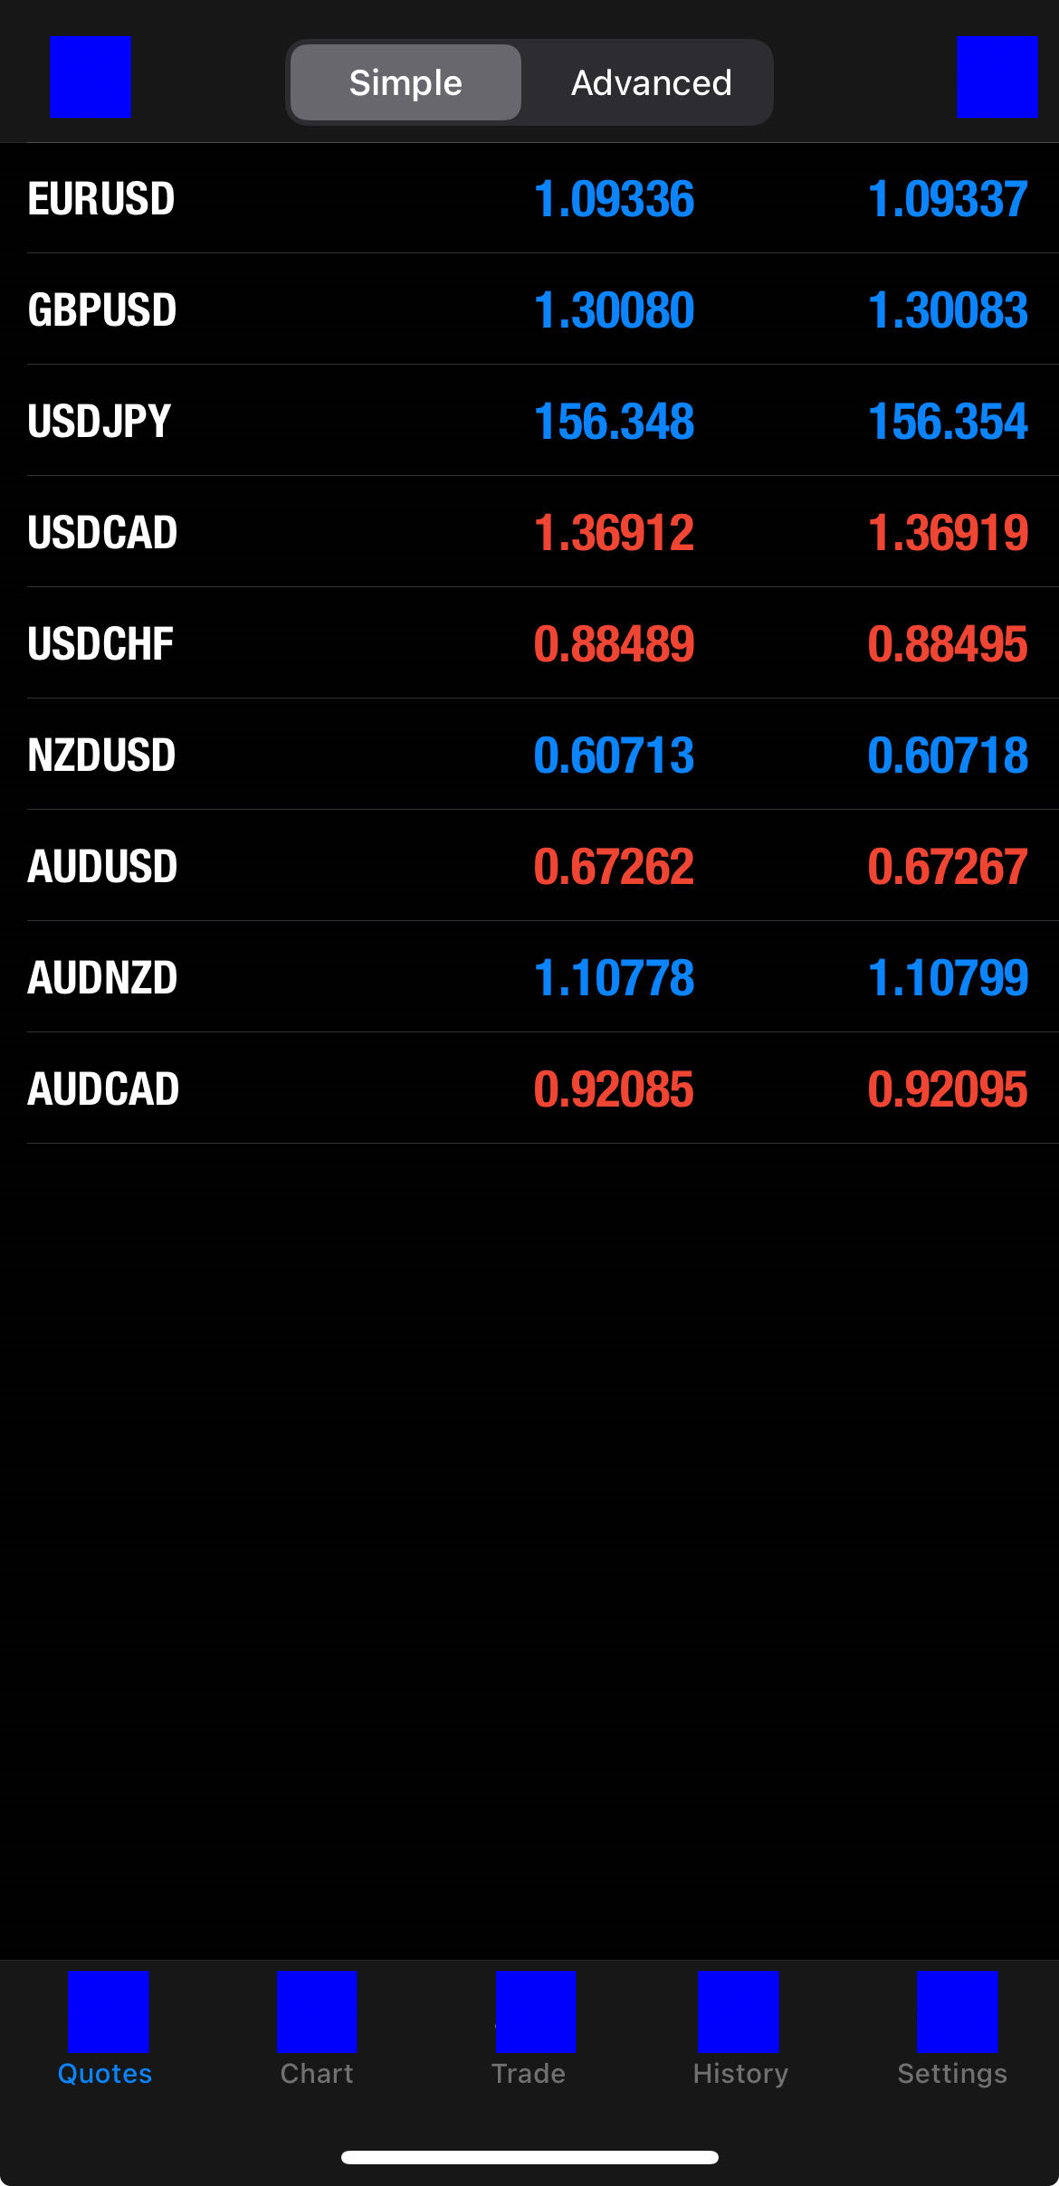 Simple Advanced
EURUSD 1.09336 1.09337
GBPUSD 1.30080 1.30083
USDJPY 156.348 156.354
USDCAD 1.36912 1.36919
USDCHF 0.88489 0.88495
NZDUSD 0.60713 0.60718
AUDUSD 0.67262 0.67267
AUDNZD 1.10778 1.10799
AUDCAD 0.92085 0.92095
Quotes Chart Trade History Settings